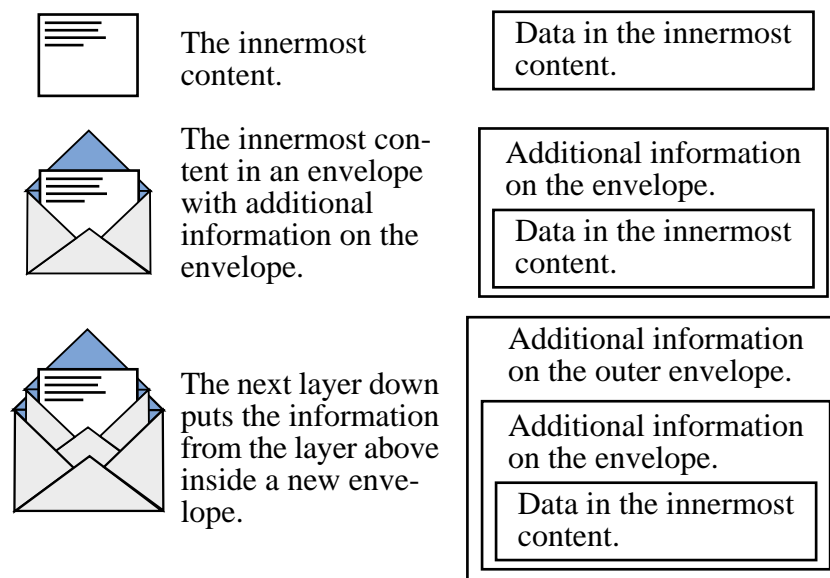 The innermost
content.
Data in the innermost
content.
The innermost con-
tent in an envelope
with additional
information on the
envelope.
Additional information
on the envelope.
Data in the innermost
content.
The next layer down
puts the information
from the layer above
inside a new enve-
lope.
Additional information
on the outer envelope.
Additional information
on the envelope.
Data in the innermost
content.